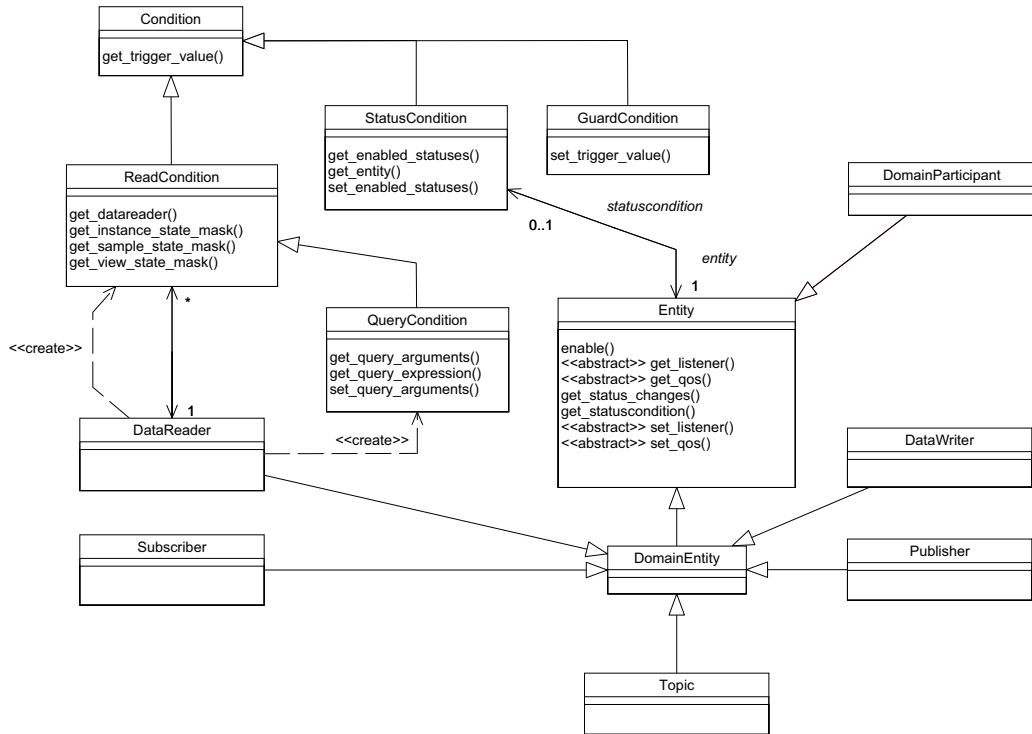 Condition
get_trigger_value()
StatusCondition
get_enabled_statuses()
get_entity()
set_enabled_statuses()
GuardCondition
set_trigger_value()
ReadCondition
get_datareader()
get_instance_state_mask()
get_sample_state_mask()
get_view_state_mask()
DomainParticipant
statuscondition
0..1
entity
1
*
<<create>>
QueryCondition
get_query_arguments()
get_query_expression()
set_query_arguments()
Entity
enable()
<<abstract>> get_listener()
<<abstract>> get_qos()
get_status_changes()
get_statuscondition()
<<abstract>> set_listener()
<<abstract>> set_qos()
1
DataReader
<<create>>
DataWriter
Subscriber
DomainEntity
Publisher
Topic